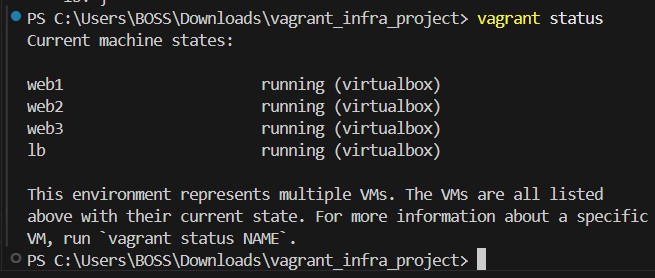 PS C:\Users\BOSS\Downloads\vagrant_infra_project> vagrant status
Current machine states:
web1 running (virtualbox)
web2 running (virtualbox)
web3 running (virtualbox)
lb running (virtualbox)
This environment represents multiple VMs. The VMs are all listed
above with their current state. For more information about a specific
VM, run `vagrant status NAME`.
PS C:\Users\BOSS\Downloads\vagrant_infra_project>